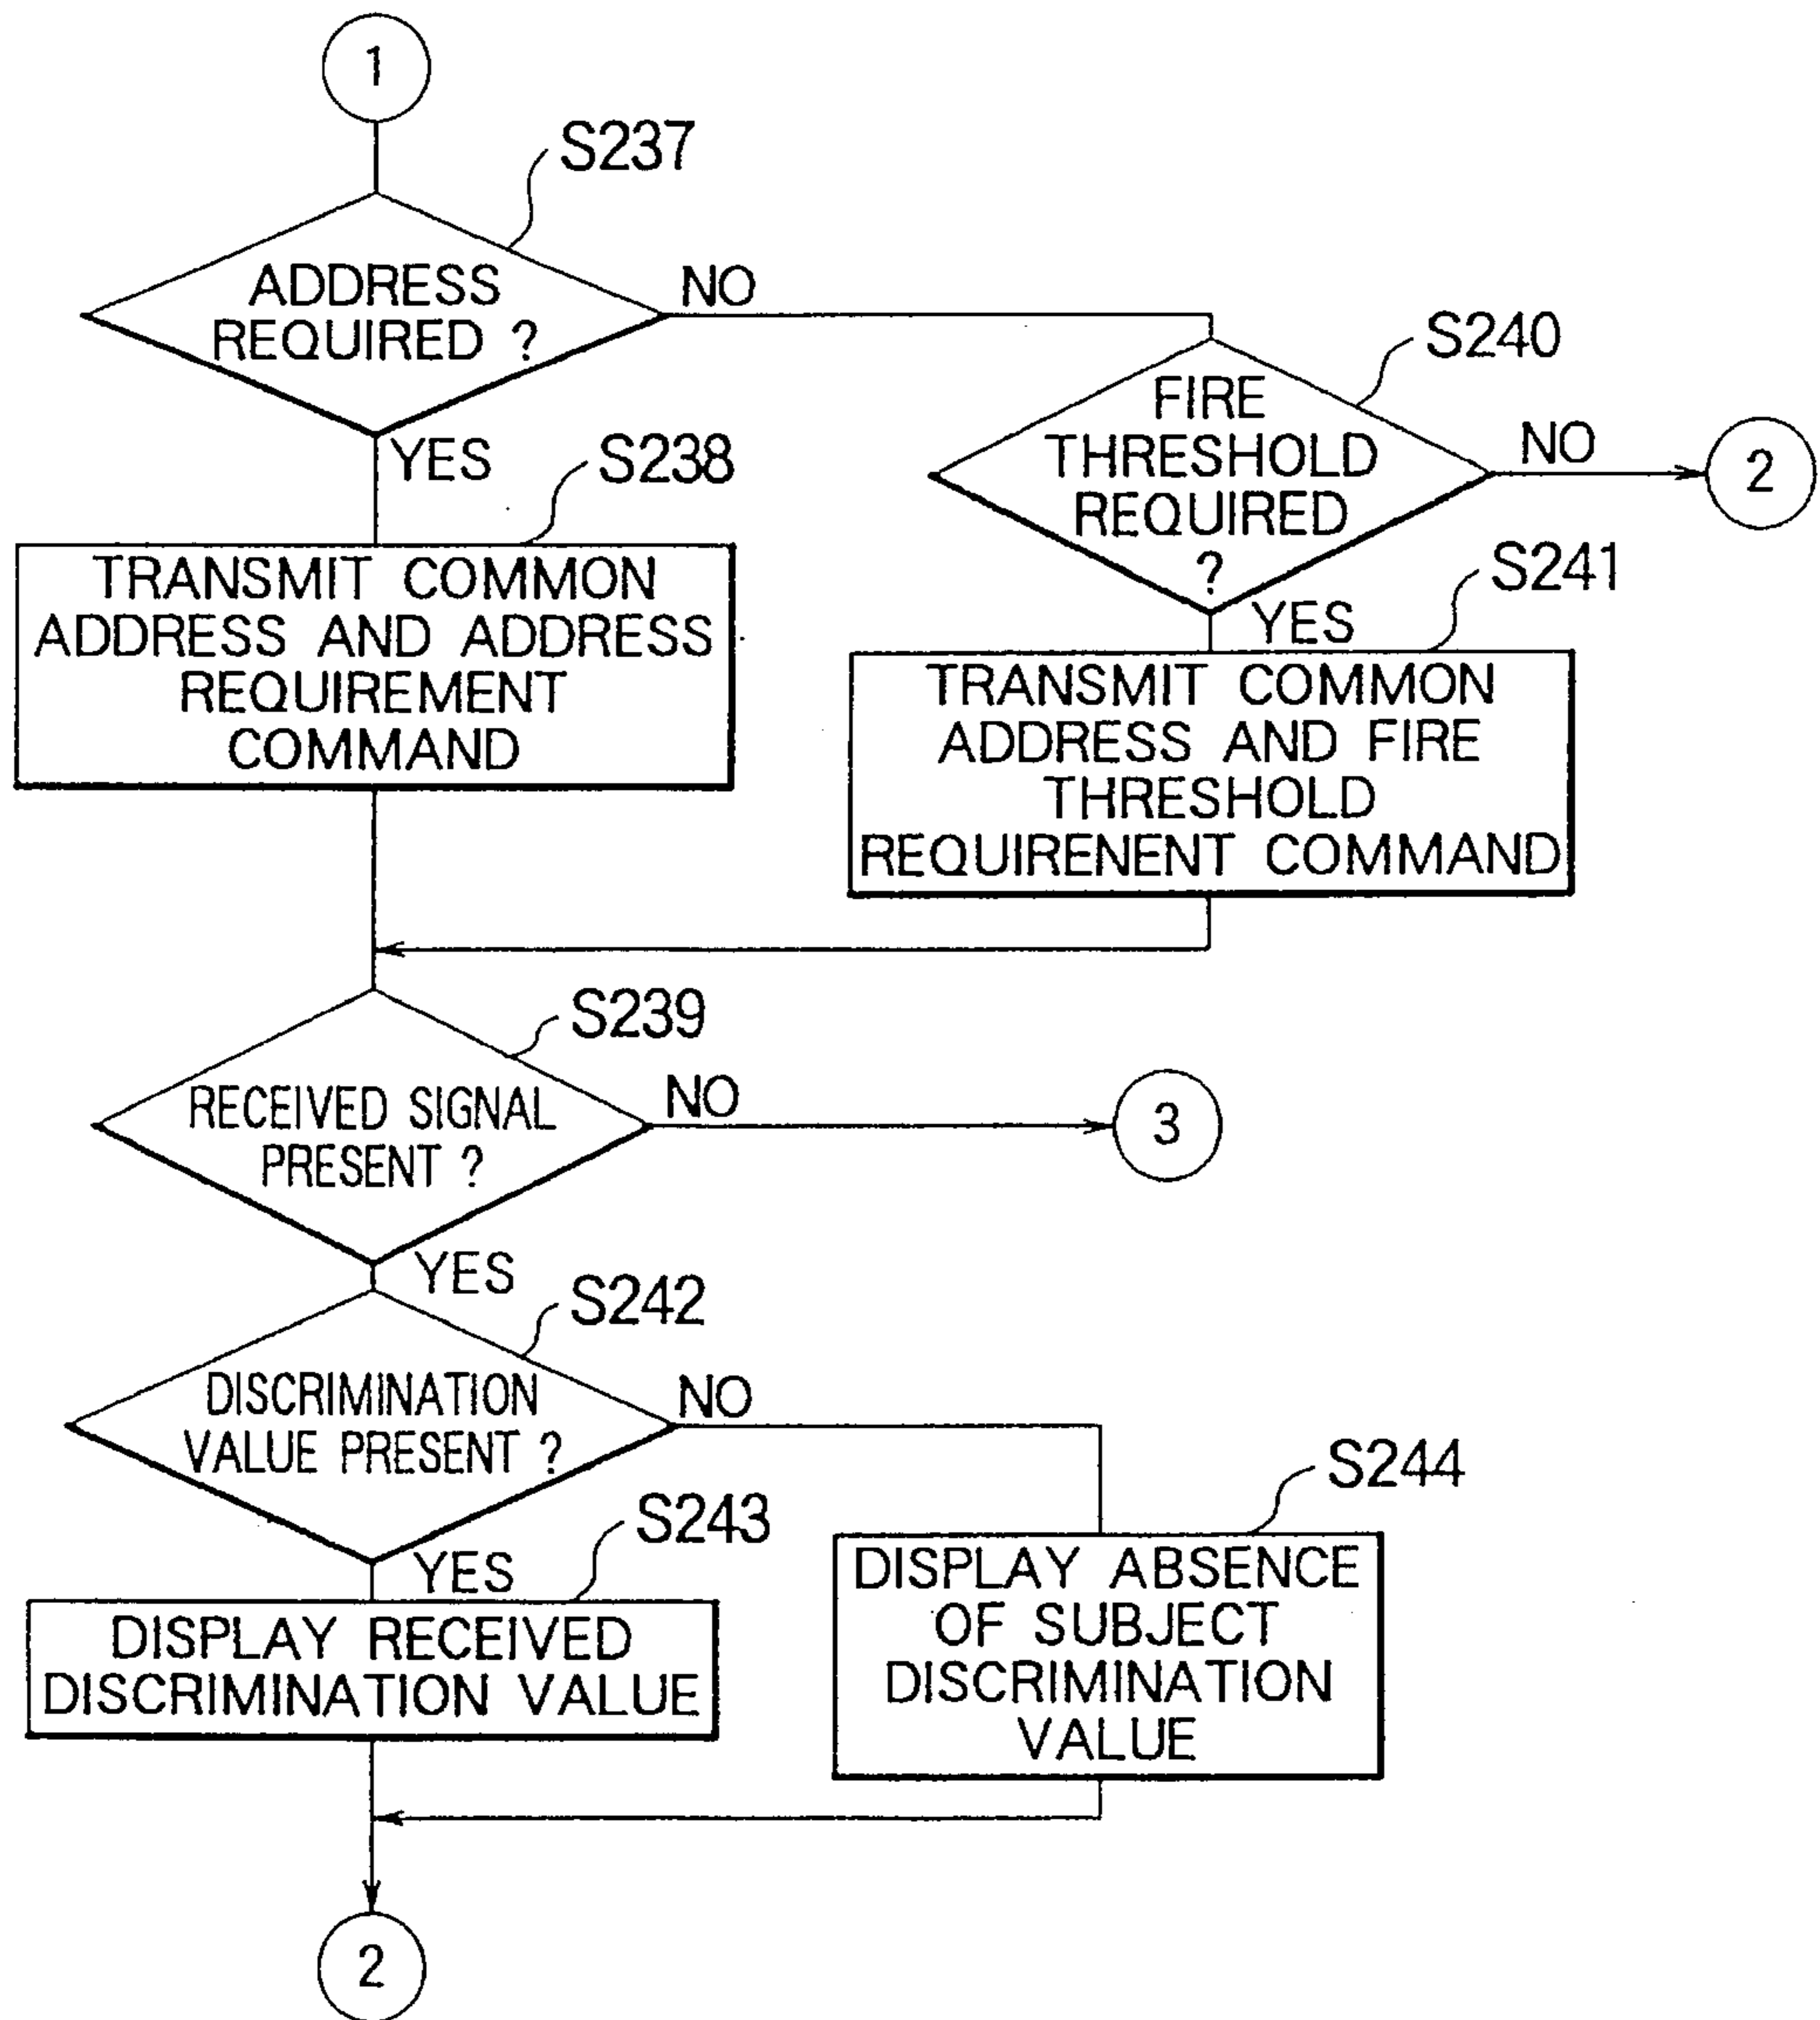 1
S237
ADDRESS
REQUIRED ?
NO
YES
S240
FIRE
THRESHOLD
REQUIRED
?
NO
2
YES
S238
TRANSMIT COMMON
ADDRESS AND ADDRESS
REQUIREMENT
COMMAND
S241
TRANSMIT COMMON
ADDRESS AND FIRE
THRESHOLD
REQUIRENENT COMMAND
S239
RECEIVED SIGNAL
PRESENT ?
NO
3
YES
S242
DISCRIMINATION
VALUE PRESENT ?
NO
YES
S243
DISPLAY RECEIVED
DISCRIMINATION VALUE
S244
DISPLAY ABSENCE
OF SUBJECT
DISCRIMINATION
VALUE
2